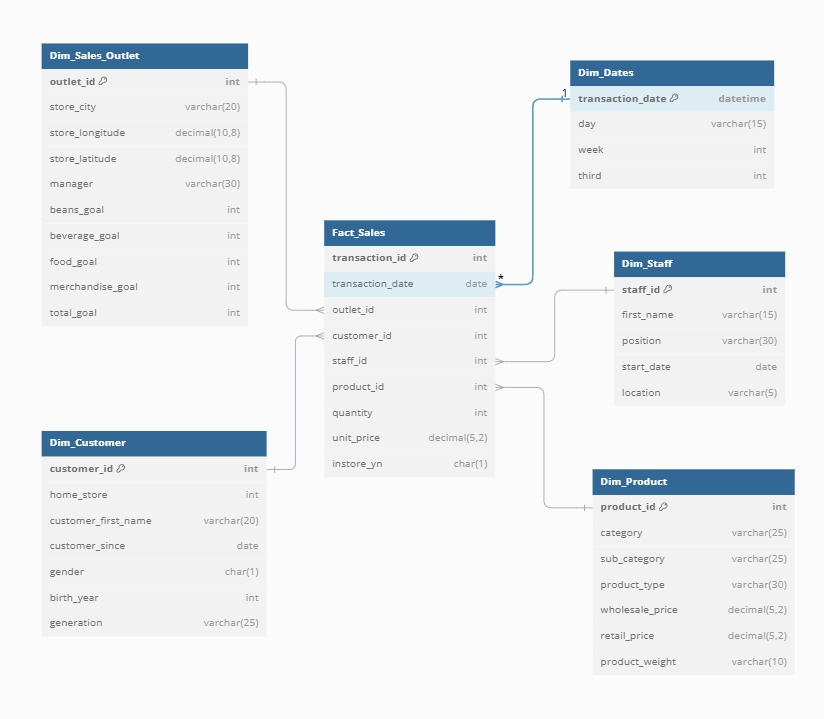 Dim_Sales_Outlet
outlet_id int
store_city varchar(20)
store_longitude decimal(10,8)
store_latitude decimal(10,8)
manager varchar(30)
beans_goal int
beverage_goal int
food_goal int
merchandise_goal int
total_goal int
Dim_Dates
1
transaction_date datetime
day varchar(15)
week int
third int
Fact_Sales
transaction_id int
*
transaction_date date
outlet_id int
customer_id int
staff_id int
product_id int
quantity int
unit_price decimal(5,2)
instore_yn char(1)
Dim_Staff
staff_id int
first_name varchar(15)
position varchar(30)
start_date date
location varchar(5)
Dim_Customer
customer_id int
home_store int
customer_first_name varchar(20)
customer_since date
gender char(1)
birth_year int
generation varchar(25)
Dim_Product
product_id int
category varchar(25)
sub_category varchar(25)
product_type varchar(30)
wholesale_price decimal(5,2)
retail_price decimal(5,2)
product_weight varchar(10)